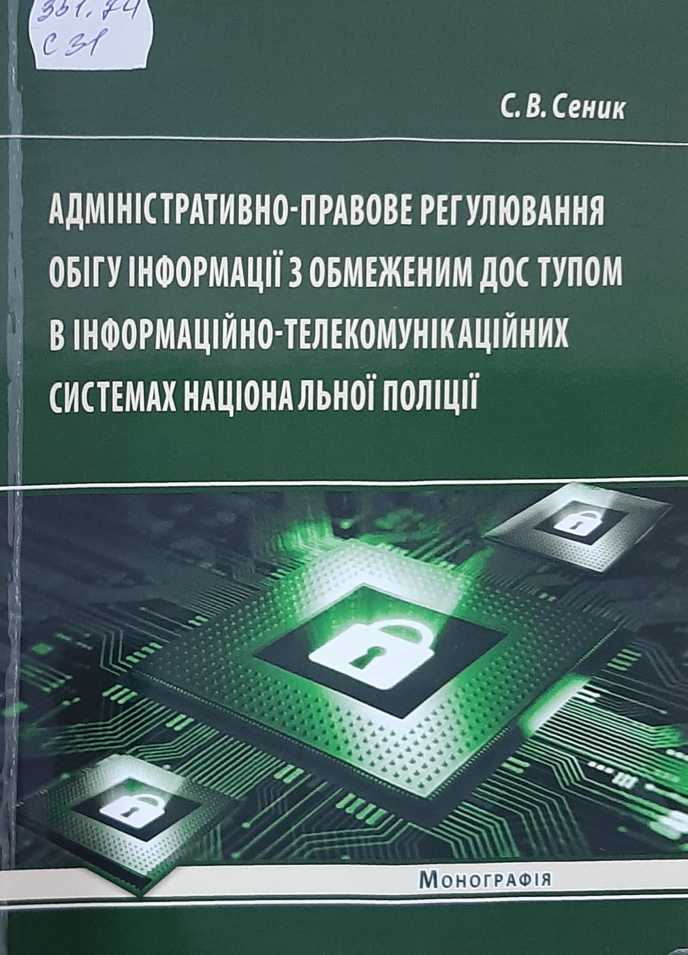 351.74
С 31
С. В. Сеник
АДМІНІСТРАТИВНО-ПРАВОВЕ РЕГУЛЮВАННЯ
ОБІГУ ІНФОРМАЦІЇ З ОБМЕЖЕНИМ ДОСТУПОМ
В ІНФОРМАЦІЙНО-ТЕЛЕКОМУНІКАЦІЙНИХ
СИСТЕМАХ НАЦІОНАЛЬНОЇ ПОЛІЦІЇ
МОНОГРАФІЯ